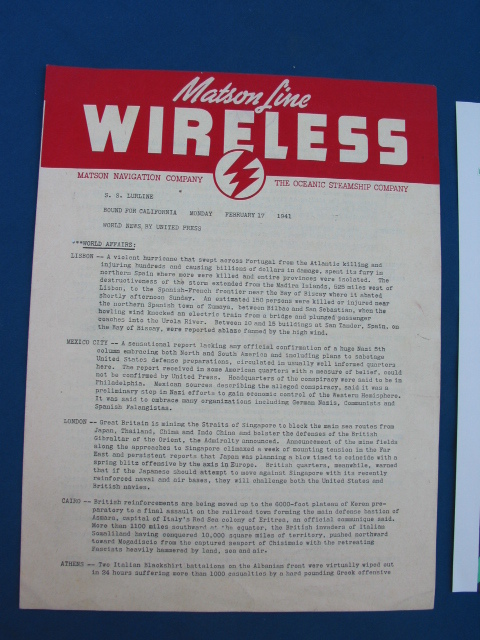 Matson Line
WIRELESS
MATSON NAVIGATION COMPANY THE OCEANIC STEAMSHIP COMPANY
S. S. LURLINE
BOUND FOR CALIFORNIA MONDAY FEBRUARY 17 1941
WORLD NEWS BY UNITED PRESS
**WORLD AFFAIRS:
LISBON -- A violent hurricane that swept across Portugal from the Atlantic killing and
injuring hundreds and causing billions of dollars in damage, spent its fury in
northern Spain where more were killed and entire provinces were isolated. The
destructiveness of the storm extended from the Madira Islands, 625 miles west of
Lisbon, to the Spanish-French frontier near the Bay of Biscay where it abated
shortly afternoon Sunday. An estimated 150 persons were killed or injured near
the northern Spanish town of Zumaya, between Bilbao and San Sebastian, when the
howling wind knocked an electric train from a bridge and plunged passenger
coaches into the Urola River. Between 10 and 15 buildings at San Tander, Spain, on
the Bay of Biscay, were reported ablaze fanned by the high wind.
MEXICO CITY -- A sensational report lacking any official confirmation of a huge Nazi 5th
column embracing both North and South America and including plans to sabotage
United States defense preparations, circulated in usually well informed quarters
here. The report received in some American quarters with a measure of belief, could
not be confirmed by United Press. Headquarters of the conspiracy were said to be in
Philadelphia. Mexican sources describing the alleged conspiracy, said it was a
preliminary step in Nazi efforts to gain economic control of the Western Hemisphere.
It was said to embrace many organizations including German Nazis, Communists and
Spanish Falangistas.
LONDON -- Great Britain is mining the Straits of Singapore to block the main sea routes from
Japan, Thailand, China and Indo China and bolster the defenses of the British
Gibraltar of the Orient, the Admiralty announced. Announcement of the mine fields
along the approaches to Singapore climaxed a week of mounting tension in the Far
East and persistent reports that Japan was planning a blow timed to coincide with a
spring blitz offensive by the axis in Europe. British quarters, meanwhile, warned
that if the Japanese should attempt to move against Singapore with its recently
reinforced naval and air bases, they will challenge both the United States and
British navies.
CAIRO -- British reinforcements are being moved up to the 6000-foot plateau of Keren pre-
paratory to a final assault on the railroad town forming the main defense bastion of
Asmara, capitol of Italy's Red Sea colony of Eritrea, an official communique said.
More than 1100 miles southward at the equator, the British invaders of Italian
Somaliland having conquered 10,000 square miles of territory, pushed northward
toward Mogadiscio from the captured seaport of Chisimaio with the retreating
fascists heavily hammered by land, sea and air.
ATHENS -- Two Italian Blackshirt battalions on the Albanian front were virtually wiped out
in 24 hours suffering more than 1000 casualties by a hard pounding Greek offensive